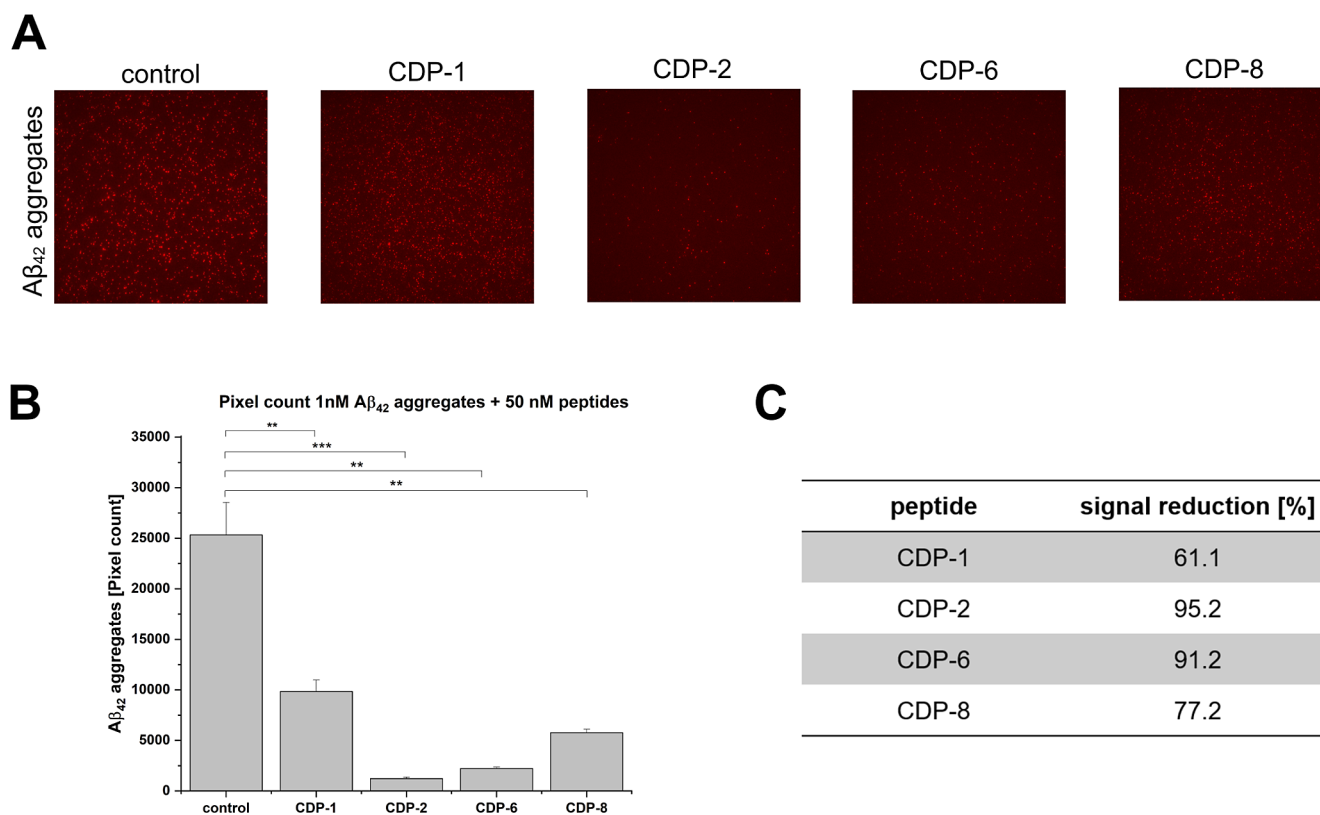 A
control
CDP-1
CDP-2
CDP-6
CDP-8
Aβ₄₂ aggregates
B
Pixel count 1nM Aβ₄₂ aggregates + 50 nM peptides
Aβ₄₂ aggregates [Pixel count]
35000
30000
25000
20000
15000
10000
5000
0
**
***
**
**
control
CDP-1
CDP-2
CDP-6
CDP-8
C
peptide signal reduction [%]
CDP-1 61.1
CDP-2 95.2
CDP-6 91.2
CDP-8 77.2